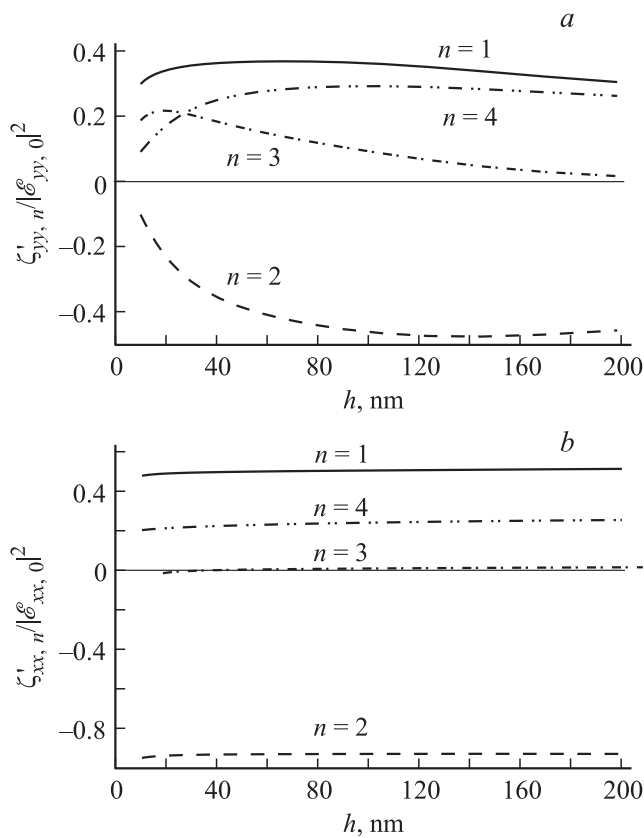 a
0.4
n = 1
n = 4
0.2
n = 3
0
n = 2
–0.2
–0.4
0 40 80 120 160 200
h, nm
ζ'yy, n/|ℰyy, 0|²
b
n = 1
0.4
n = 4
n = 3
0
–0.4
n = 2
–0.8
0 40 80 120 160 200
h, nm
ζ'xx, n/|ℰxx, 0|²